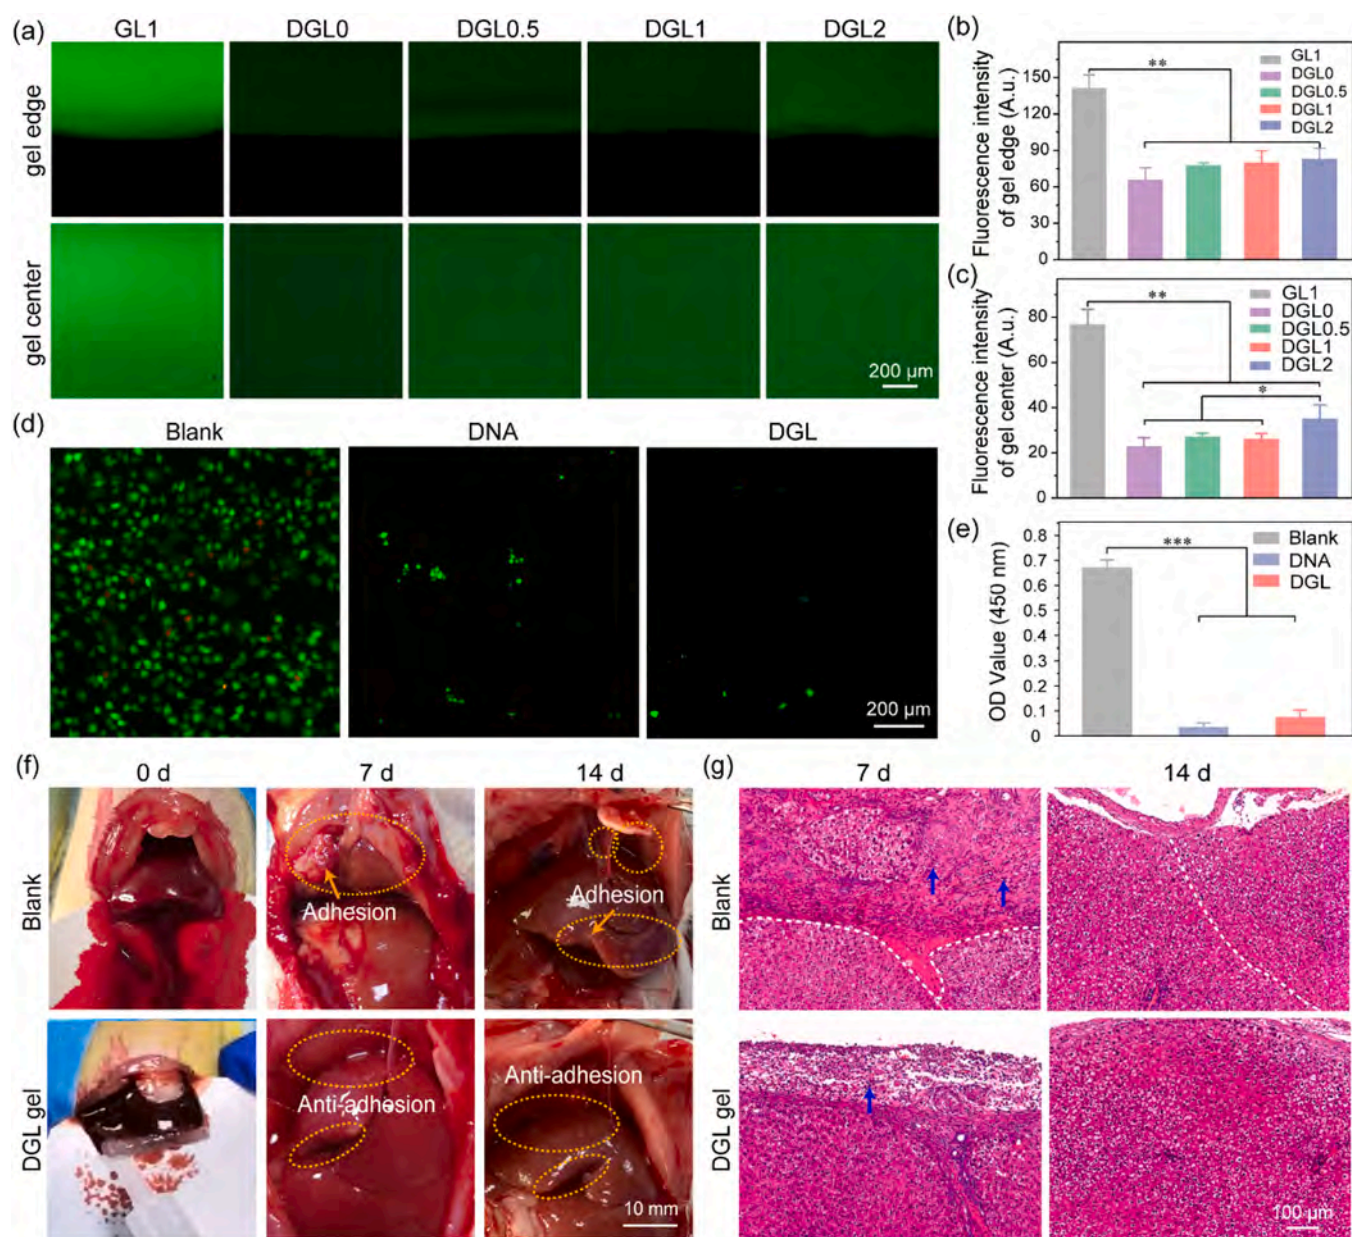 (a)
GL1 DGL0 DGL0.5 DGL1 DGL2
gel edge
gel center
200 µm
(b)
Fluorescence intensity
of gel edge (A.u.)
150
120
90
60
30
0
**
GL1
DGL0
DGL0.5
DGL1
DGL2
(c)
Fluorescence intensity
of gel center (A.u.)
80
60
40
20
0
**
*
GL1
DGL0
DGL0.5
DGL1
DGL2
(d)
Blank DNA DGL
200 µm
(e)
OD Value (450 nm)
0.8
0.7
0.6
0.5
0.4
0.3
0.2
0.1
0
***
Blank
DNA
DGL
(f)
0 d 7 d 14 d
Blank
Adhesion
Adhesion
DGL gel
Anti-adhesion
Anti-adhesion
10 mm
(g)
7 d 14 d
Blank
DGL gel
100 µm